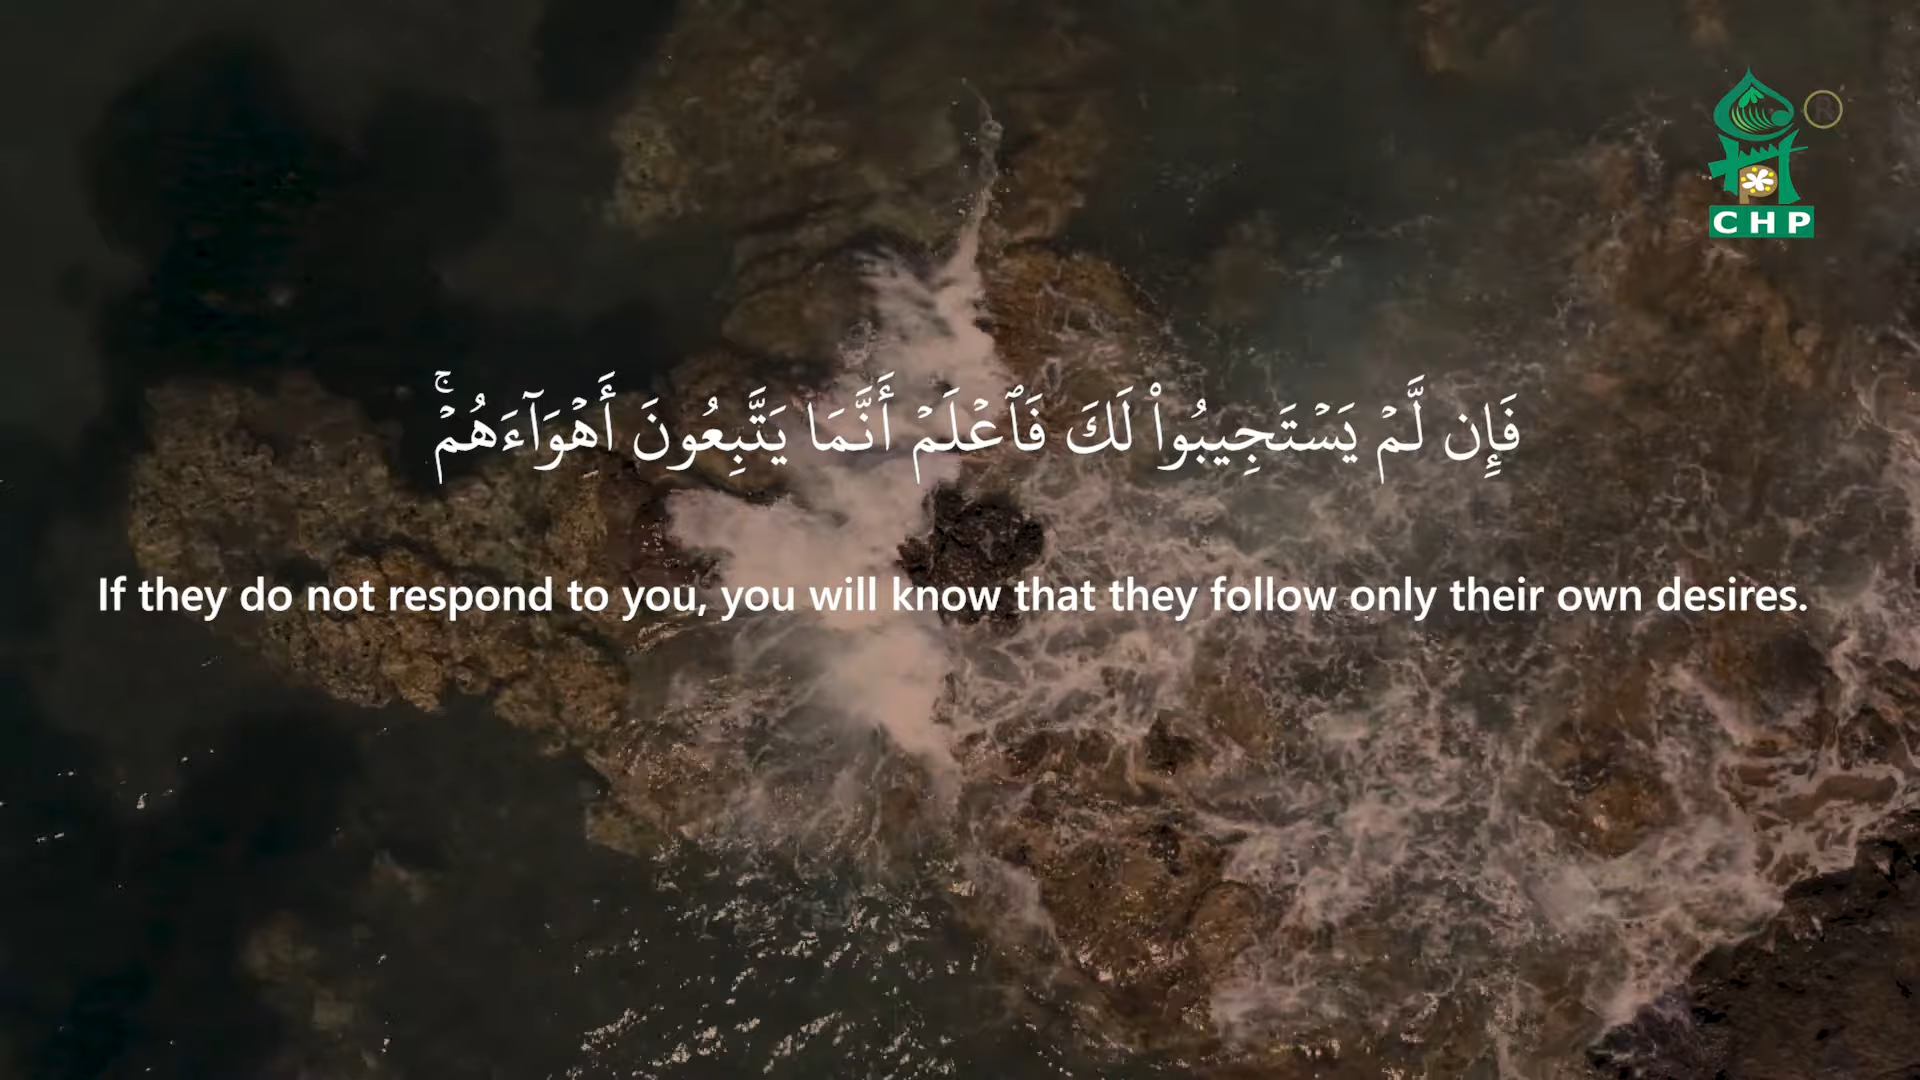 CHP
®
فَإِن لَّمۡ يَسۡتَجِيبُواْ لَكَ فَٱعۡلَمۡ أَنَّمَا يَتَّبِعُونَ أَهۡوَآءَهُمۡۚ
If they do not respond to you, you will know that they follow only their own desires.